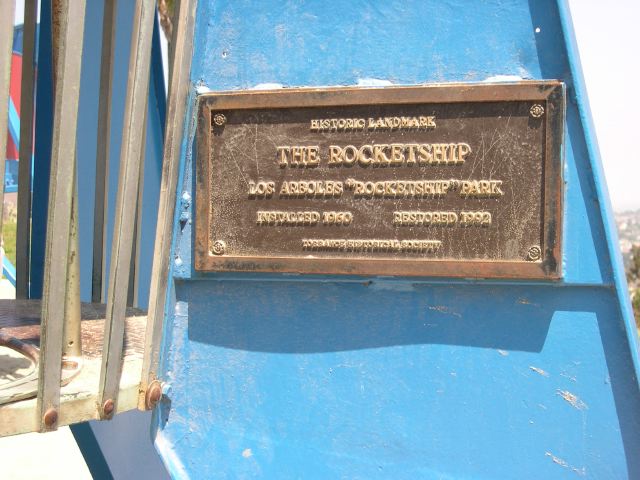 HISTORIC LANDMARK
THE ROCKETSHIP
LOS ARBOLES "ROCKETSHIP" PARK
INSTALLED 1960 RESTORED 1992
TORRANCE HISTORICAL SOCIETY